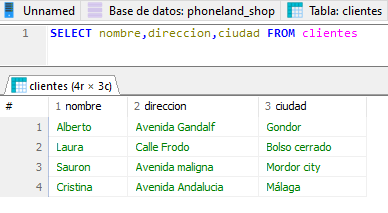 Unnamed Base de datos: phoneland_shop Tabla: clientes
1 SELECT nombre,direccion,ciudad FROM clientes
clientes (4r × 3c)
# 1 nombre 2 direccion 3 ciudad
1 Alberto Avenida Gandalf Gondor
2 Laura Calle Frodo Bolso cerrado
3 Sauron Avenida maligna Mordor city
4 Cristina Avenida Andalucia Málaga